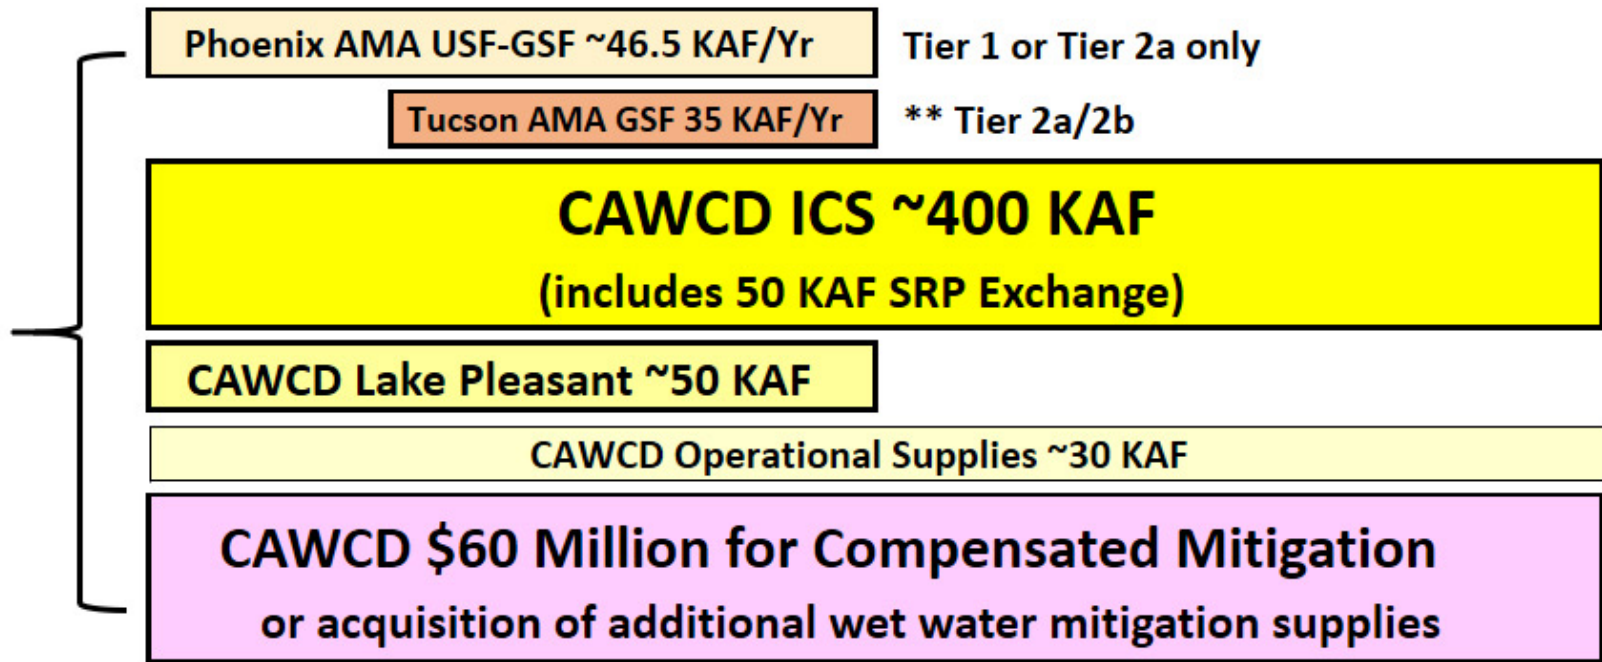 Phoenix AMA USF-GSF ~46.5 KAF/Yr Tier 1 or Tier 2a only
Tucson AMA GSF 35 KAF/Yr ** Tier 2a/2b
CAWCD ICS ~400 KAF
(includes 50 KAF SRP Exchange)
CAWCD Lake Pleasant ~50 KAF
CAWCD Operational Supplies ~30 KAF
CAWCD $60 Million for Compensated Mitigation
or acquisition of additional wet water mitigation supplies